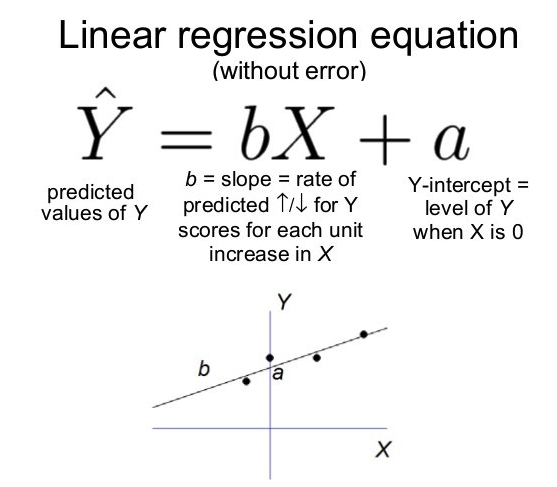 Linear regression equation
(without error)
Ŷ = bX + a
predicted
values of Y
b = slope = rate of
predicted ↑/↓ for Y
scores for each unit
increase in X
Y-intercept =
level of Y
when X is 0
Y
b
a
X